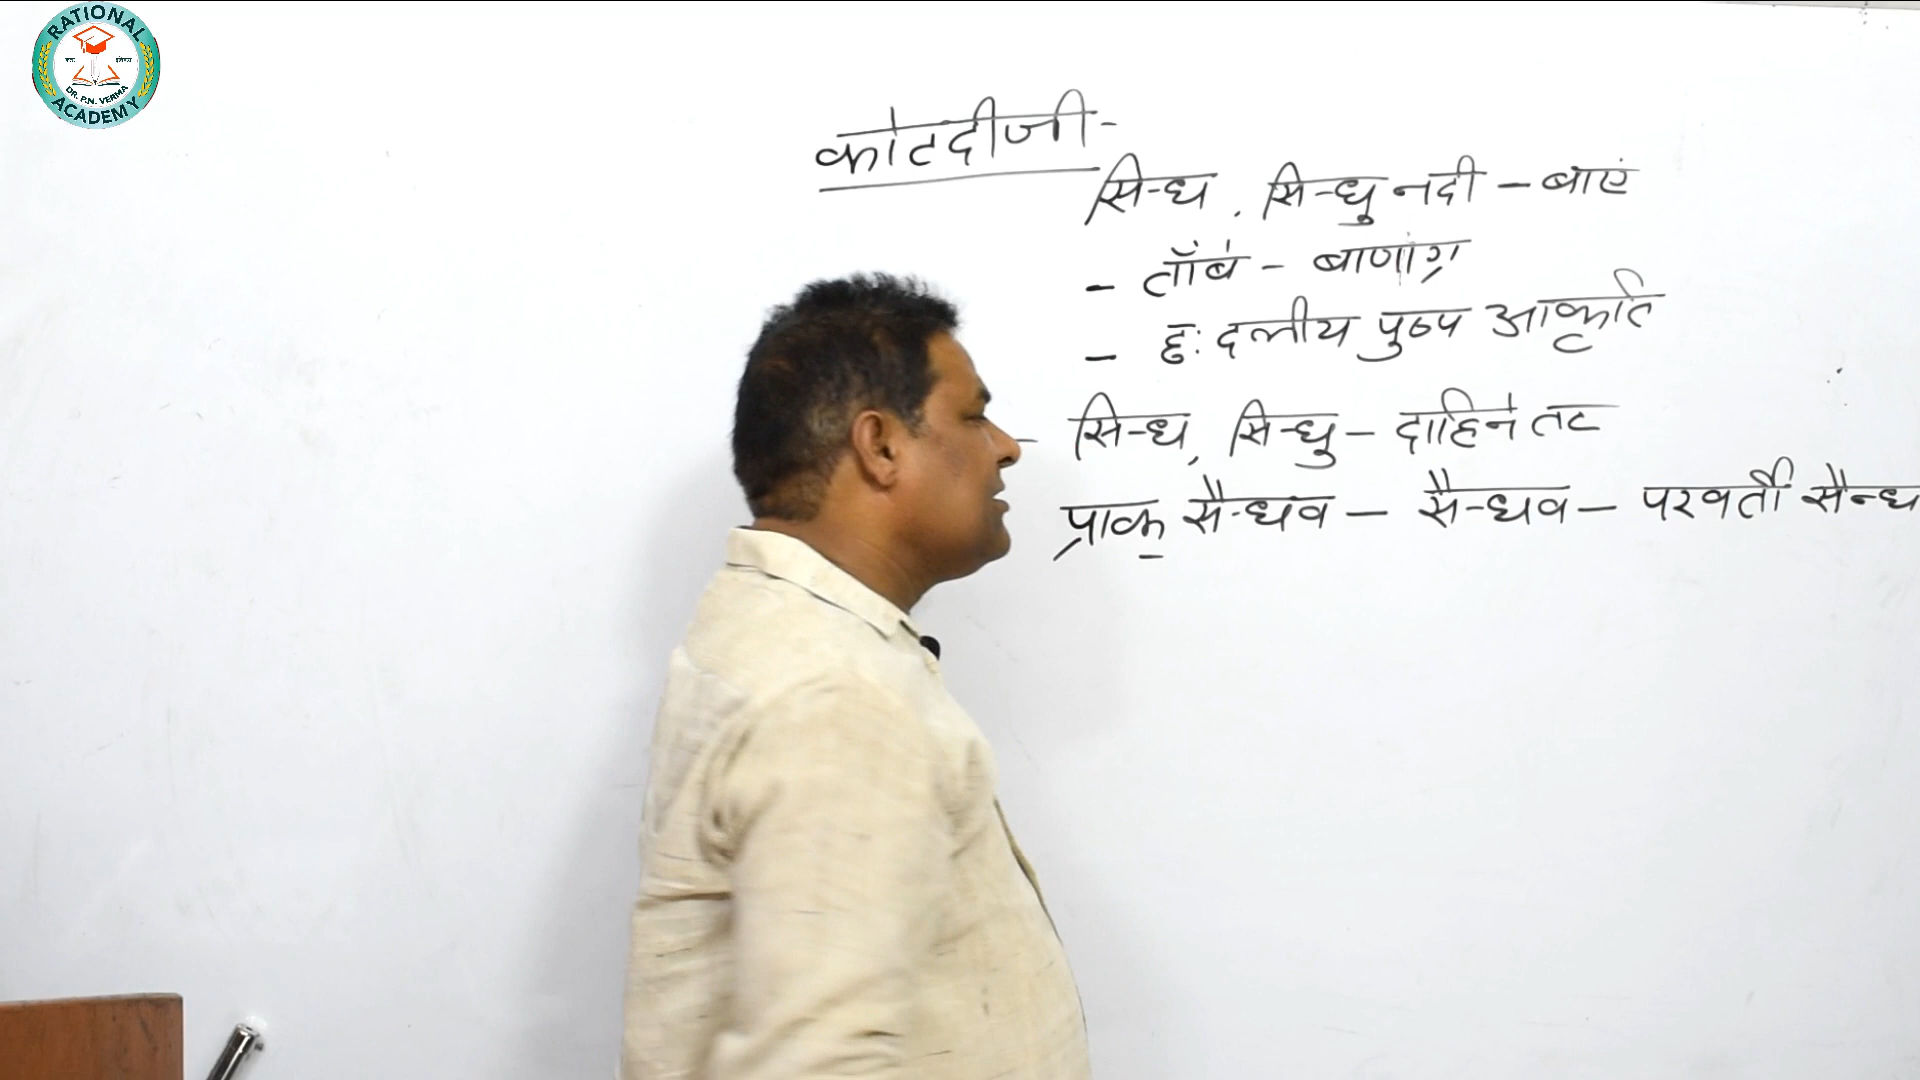 RATIONAL
DR. P.N. VERMA
ACADEMY
कोटदीजी-
सिन्ध, सिन्धु नदी - बाएं
- ताँबे - बाणाग्र
- छः दलीय पुष्प आकृति
- सिन्ध, सिन्धु - दाहिने तट
प्राक् सैन्धव - सैन्धव - परवर्ती सैन्ध